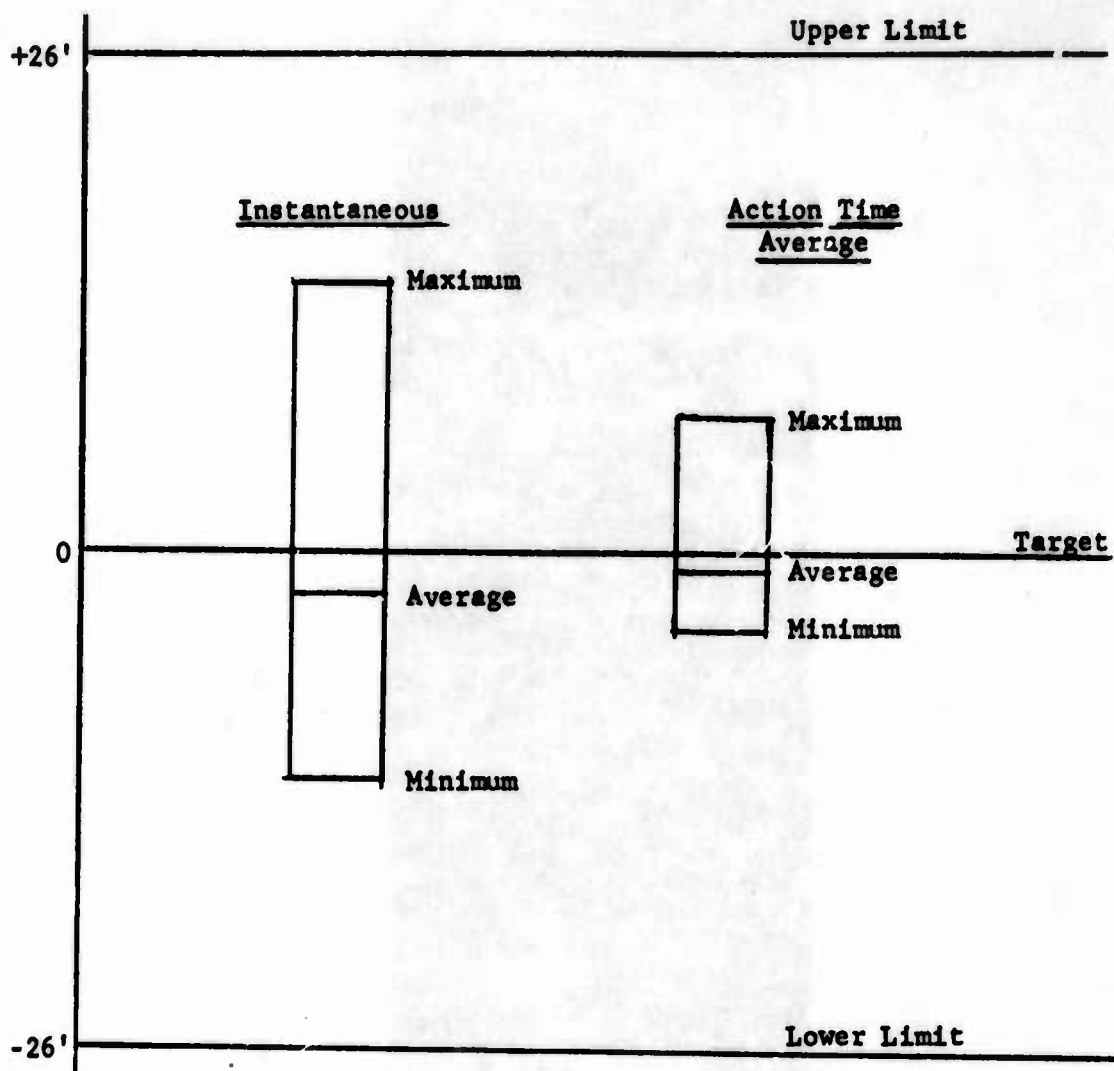 Upper Limit
+26'
Instantaneous
Action Time
Average
Maximum
Maximum
0
Target
Average
Average
Minimum
Minimum
-26'
Lower Limit